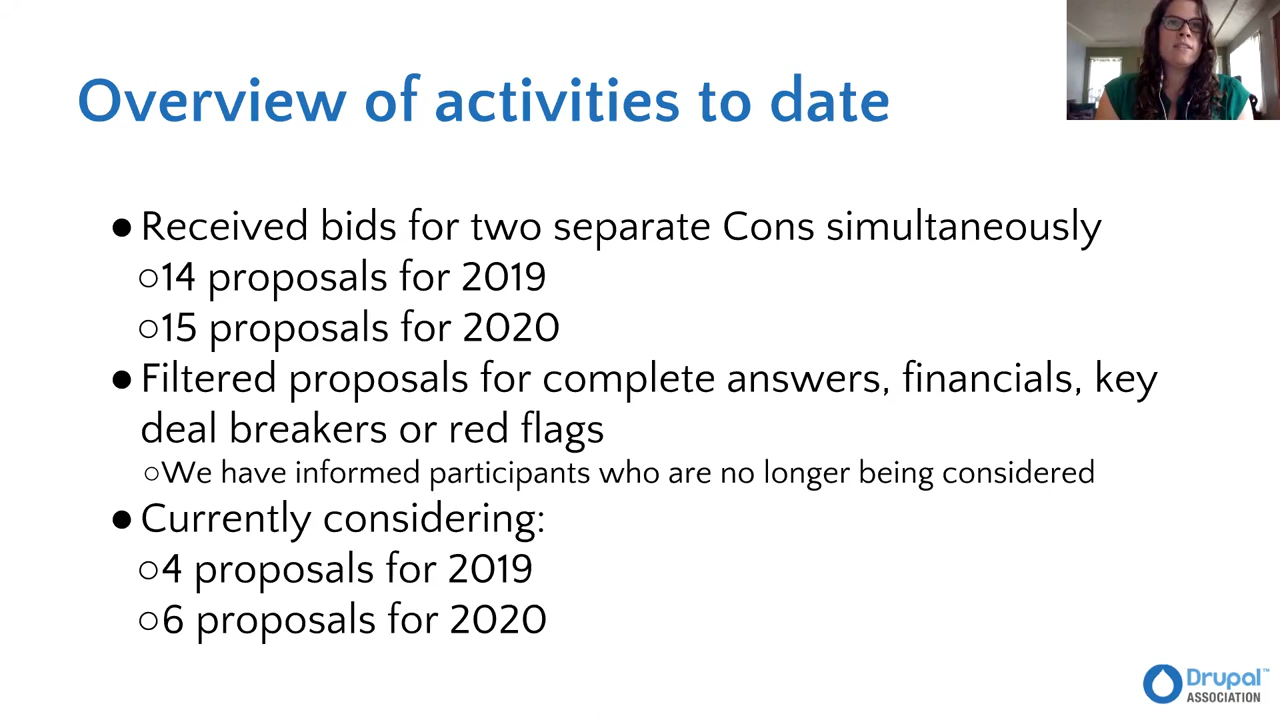 Overview of activities to date
●Received bids for two separate Cons simultaneously
○14 proposals for 2019
○15 proposals for 2020
●Filtered proposals for complete answers, financials, key
deal breakers or red flags
○We have informed participants who are no longer being considered
●Currently considering:
○4 proposals for 2019
○6 proposals for 2020
Drupal™
ASSOCIATION